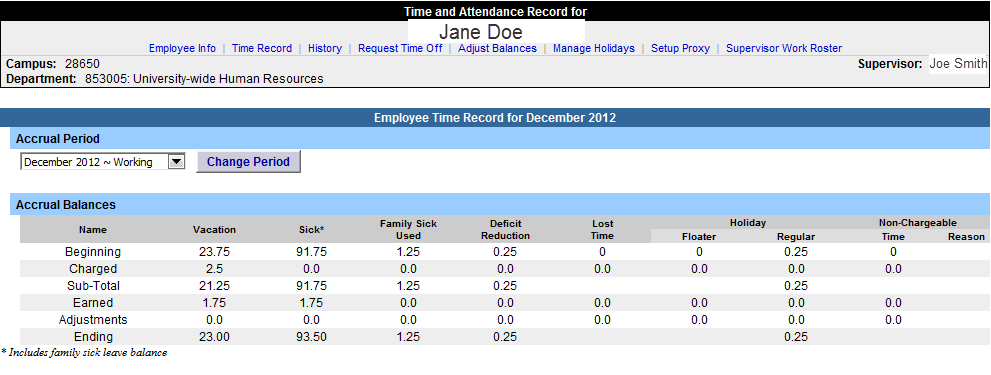 Time and Attendance Record for
Jane Doe
Employee Info | Time Record | History | Request Time Off | Adjust Balances | Manage Holidays | Setup Proxy | Supervisor Work Roster
Campus: 28650 Supervisor: Joe Smith
Department: 853005: University-wide Human Resources
Employee Time Record for December 2012
Accrual Period
December 2012 ~ Working Change Period
Accrual Balances
Name Vacation Sick* Family Sick Used Deficit Reduction Lost Time Holiday Non-Chargeable
Floater Regular Time Reason
Beginning 23.75 91.75 1.25 0.25 0 0 0.25 0
Charged 2.5 0.0 0.0 0.0 0.0 0.0 0.0 0.0
Sub-Total 21.25 91.75 1.25 0.25 0.25
Earned 1.75 1.75 0.0 0.0 0.0 0.0 0.0 0.0
Adjustments 0.0 0.0 0.0 0.0 0.0 0.0 0.0 0.0
Ending 23.00 93.50 1.25 0.25 0.25
* Includes family sick leave balance